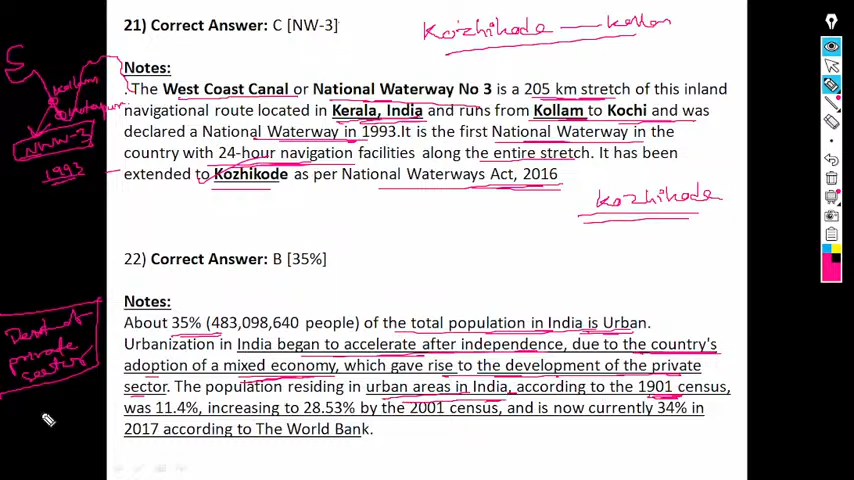 21) Correct Answer: C [NW-3]
Kozhikode — Kollam
Notes:
.The West Coast Canal or National Waterway No 3 is a 205 km stretch of this inland
navigational route located in Kerala, India and runs from Kollam to Kochi and was
declared a National Waterway in 1993.It is the first National Waterway in the
country with 24-hour navigation facilities along the entire stretch. It has been
extended to Kozhikode as per National Waterways Act, 2016
Kollam
NW-3
1993
Kozhikode
22) Correct Answer: B [35%]
Notes:
About 35% (483,098,640 people) of the total population in India is Urban.
Urbanization in India began to accelerate after independence, due to the country's
adoption of a mixed economy, which gave rise to the development of the private
sector. The population residing in urban areas in India, according to the 1901 census,
was 11.4%, increasing to 28.53% by the 2001 census, and is now currently 34% in
2017 according to The World Bank.
private
sector